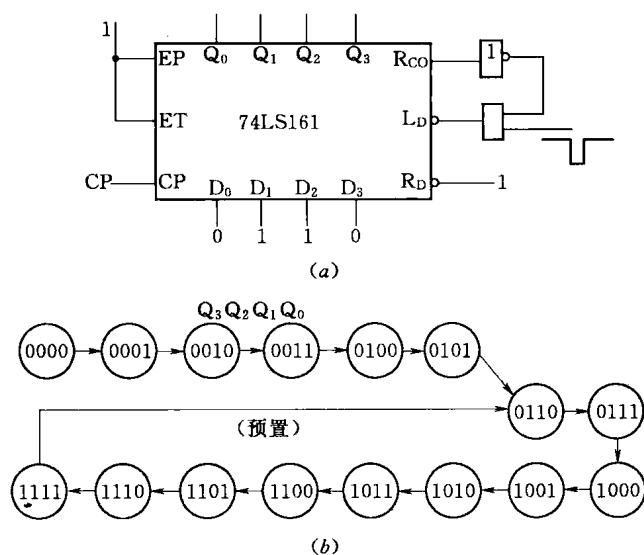 1
EP Q₀ Q₁ Q₂ Q₃ R_CO 1
ET 74LS161 L_D
CP CP D₀ D₁ D₂ D₃ R_D 1
0 1 1 0
(a)
Q₃Q₂Q₁Q₀
0000 0001 0010 0011 0100 0101
(预置) 0110 0111
1111 1110 1101 1100 1011 1010 1001 1000
(b)